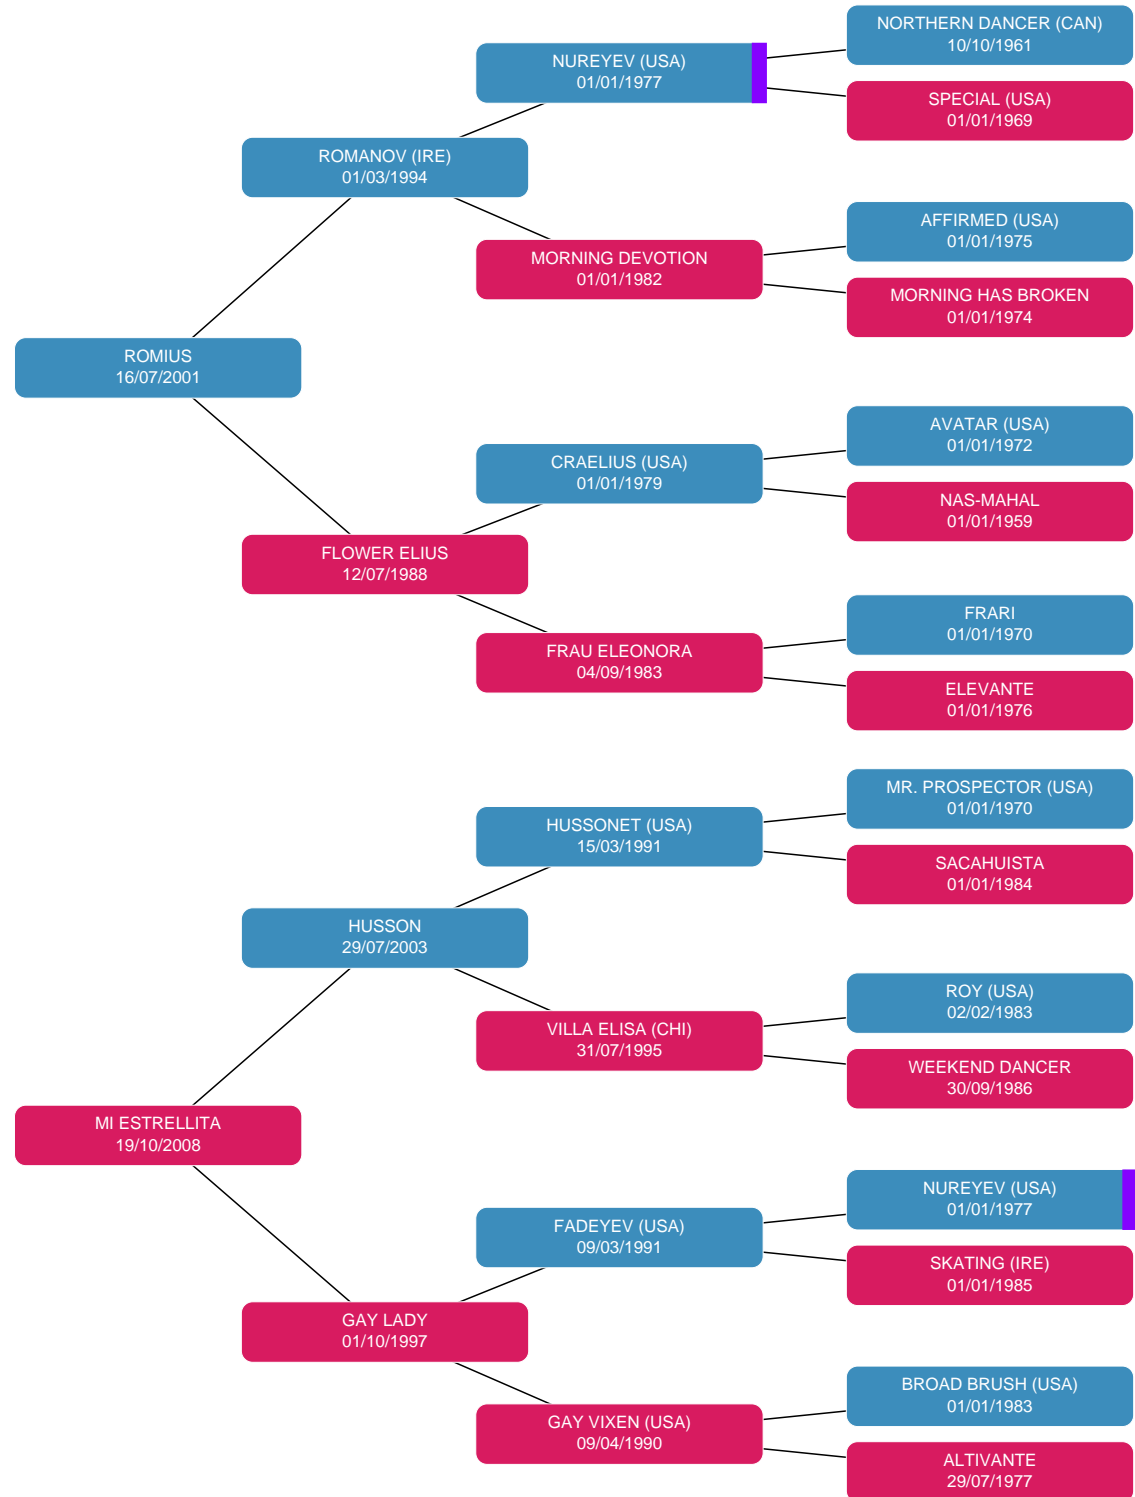 NORTHERN DANCER (CAN)
10/10/1961
NUREYEV (USA)
01/01/1977
SPECIAL (USA)
01/01/1969
ROMANOV (IRE)
01/03/1994
AFFIRMED (USA)
01/01/1975
MORNING DEVOTION
01/01/1982
MORNING HAS BROKEN
01/01/1974
ROMIUS
16/07/2001
AVATAR (USA)
01/01/1972
CRAELIUS (USA)
01/01/1979
NAS-MAHAL
01/01/1959
FLOWER ELIUS
12/07/1988
FRARI
01/01/1970
FRAU ELEONORA
04/09/1983
ELEVANTE
01/01/1976
MR. PROSPECTOR (USA)
01/01/1970
HUSSONET (USA)
15/03/1991
SACAHUISTA
01/01/1984
HUSSON
29/07/2003
ROY (USA)
02/02/1983
VILLA ELISA (CHI)
31/07/1995
WEEKEND DANCER
30/09/1986
MI ESTRELLITA
19/10/2008
NUREYEV (USA)
01/01/1977
FADEYEV (USA)
09/03/1991
SKATING (IRE)
01/01/1985
GAY LADY
01/10/1997
BROAD BRUSH (USA)
01/01/1983
GAY VIXEN (USA)
09/04/1990
ALTIVANTE
29/07/1977